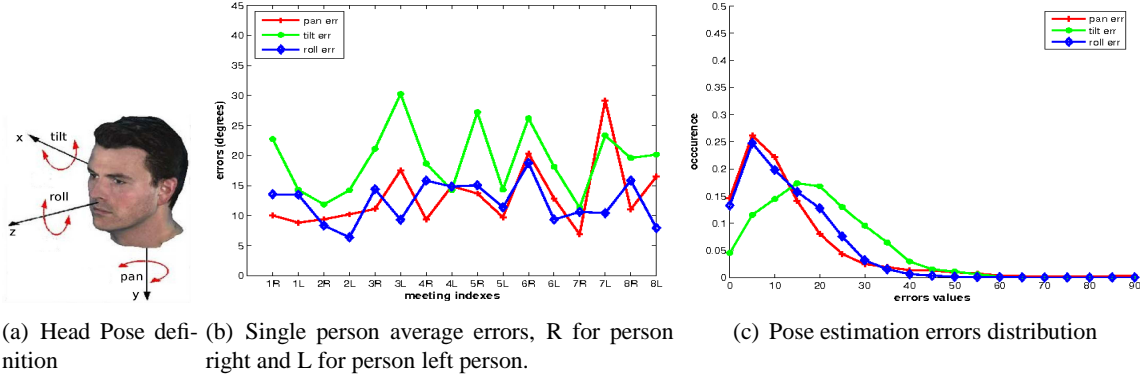 x
tilt
roll
z
pan
y
45
40
35
30
25
20
15
10
5
0
errors (degrees)
pan err
tilt err
roll err
1R 1L 2R 2L 3R 3L 4R 4L 5R 5L 6R 6L 7R 7L 8R 8L
meeting indexes
0.5
0.45
0.4
0.35
0.3
0.25
0.2
0.15
0.1
0.05
0
occurence
pan err
tilt err
roll err
0 10 20 30 40 50 60 70 80 90
errors values
(a) Head Pose defi-
nition
(b) Single person average errors, R for person
right and L for person left person.
(c) Pose estimation errors distribution